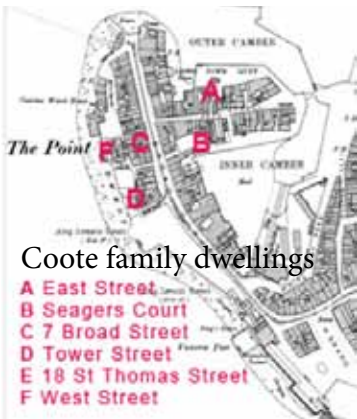 OUTER CAMBER
TOWN QUAY
A
The Point
F
C
B
INNER CAMBER
D
Coote family dwellings
A East Street
B Seagers Court
C 7 Broad Street
D Tower Street
E 18 St Thomas Street
F West Street